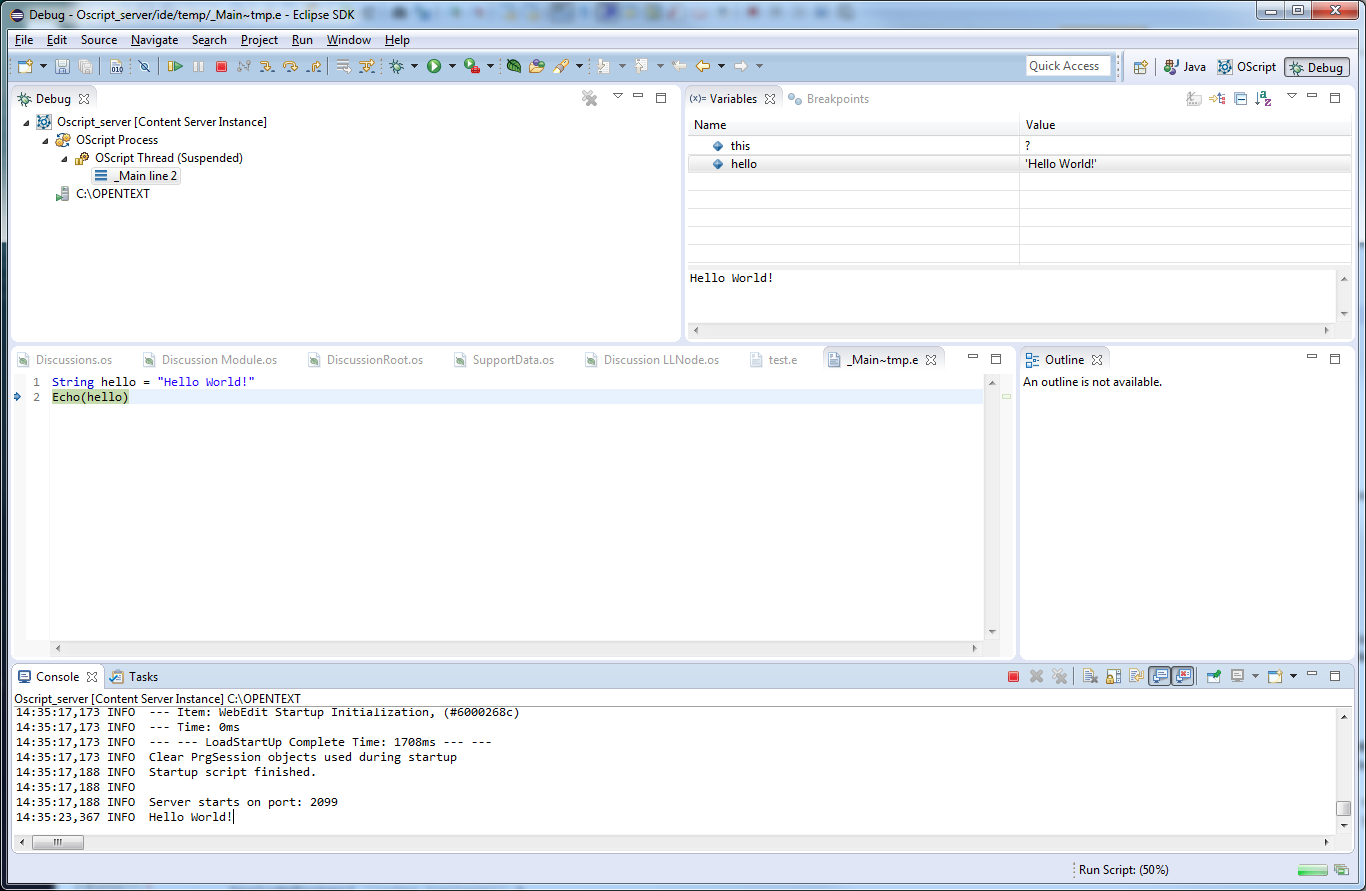 Debug - Oscript_server/ide/temp/_Main~tmp.e - Eclipse SDK
File Edit Source Navigate Search Project Run Window Help
010 Quick Access Java OScript Debug
Debug
Oscript_server [Content Server Instance]
OScript Process
OScript Thread (Suspended)
_Main line 2
C:\OPENTEXT
(x)= Variables Breakpoints
Name Value
this ?
hello 'Hello World!'
Hello World!
Discussions.os Discussion Module.os DiscussionRoot.os SupportData.os Discussion LLNode.os test.e _Main~tmp.e
1 String hello = "Hello World!"
2 Echo(hello)
Outline
An outline is not available.
Console Tasks
Oscript_server [Content Server Instance] C:\OPENTEXT
14:35:17,173 INFO --- Item: WebEdit Startup Initialization, (#6000268c)
14:35:17,173 INFO --- Time: 0ms
14:35:17,173 INFO --- --- LoadStartUp Complete Time: 1708ms --- ---
14:35:17,173 INFO Clear PrgSession objects used during startup
14:35:17,188 INFO Startup script finished.
14:35:17,188 INFO
14:35:17,188 INFO Server starts on port: 2099
14:35:23,367 INFO Hello World!
Run Script: (50%)